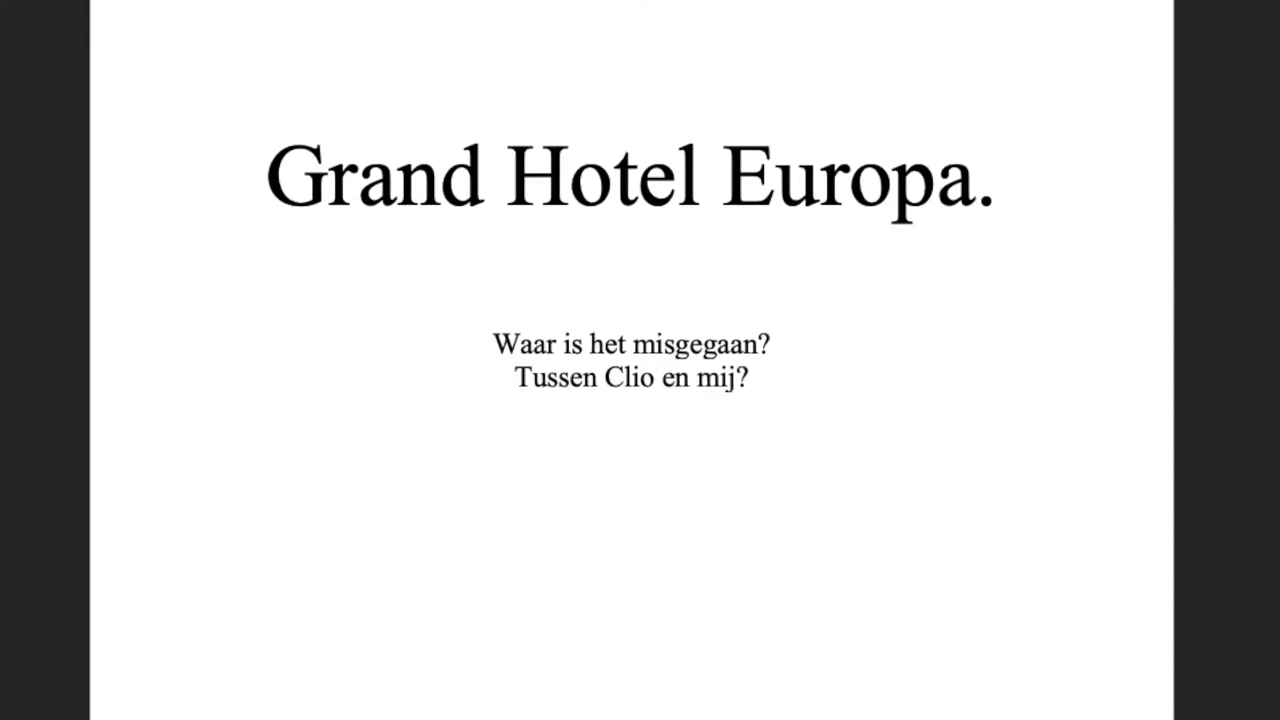 Grand Hotel Europa.
Waar is het misgegaan?
Tussen Clio en mij?